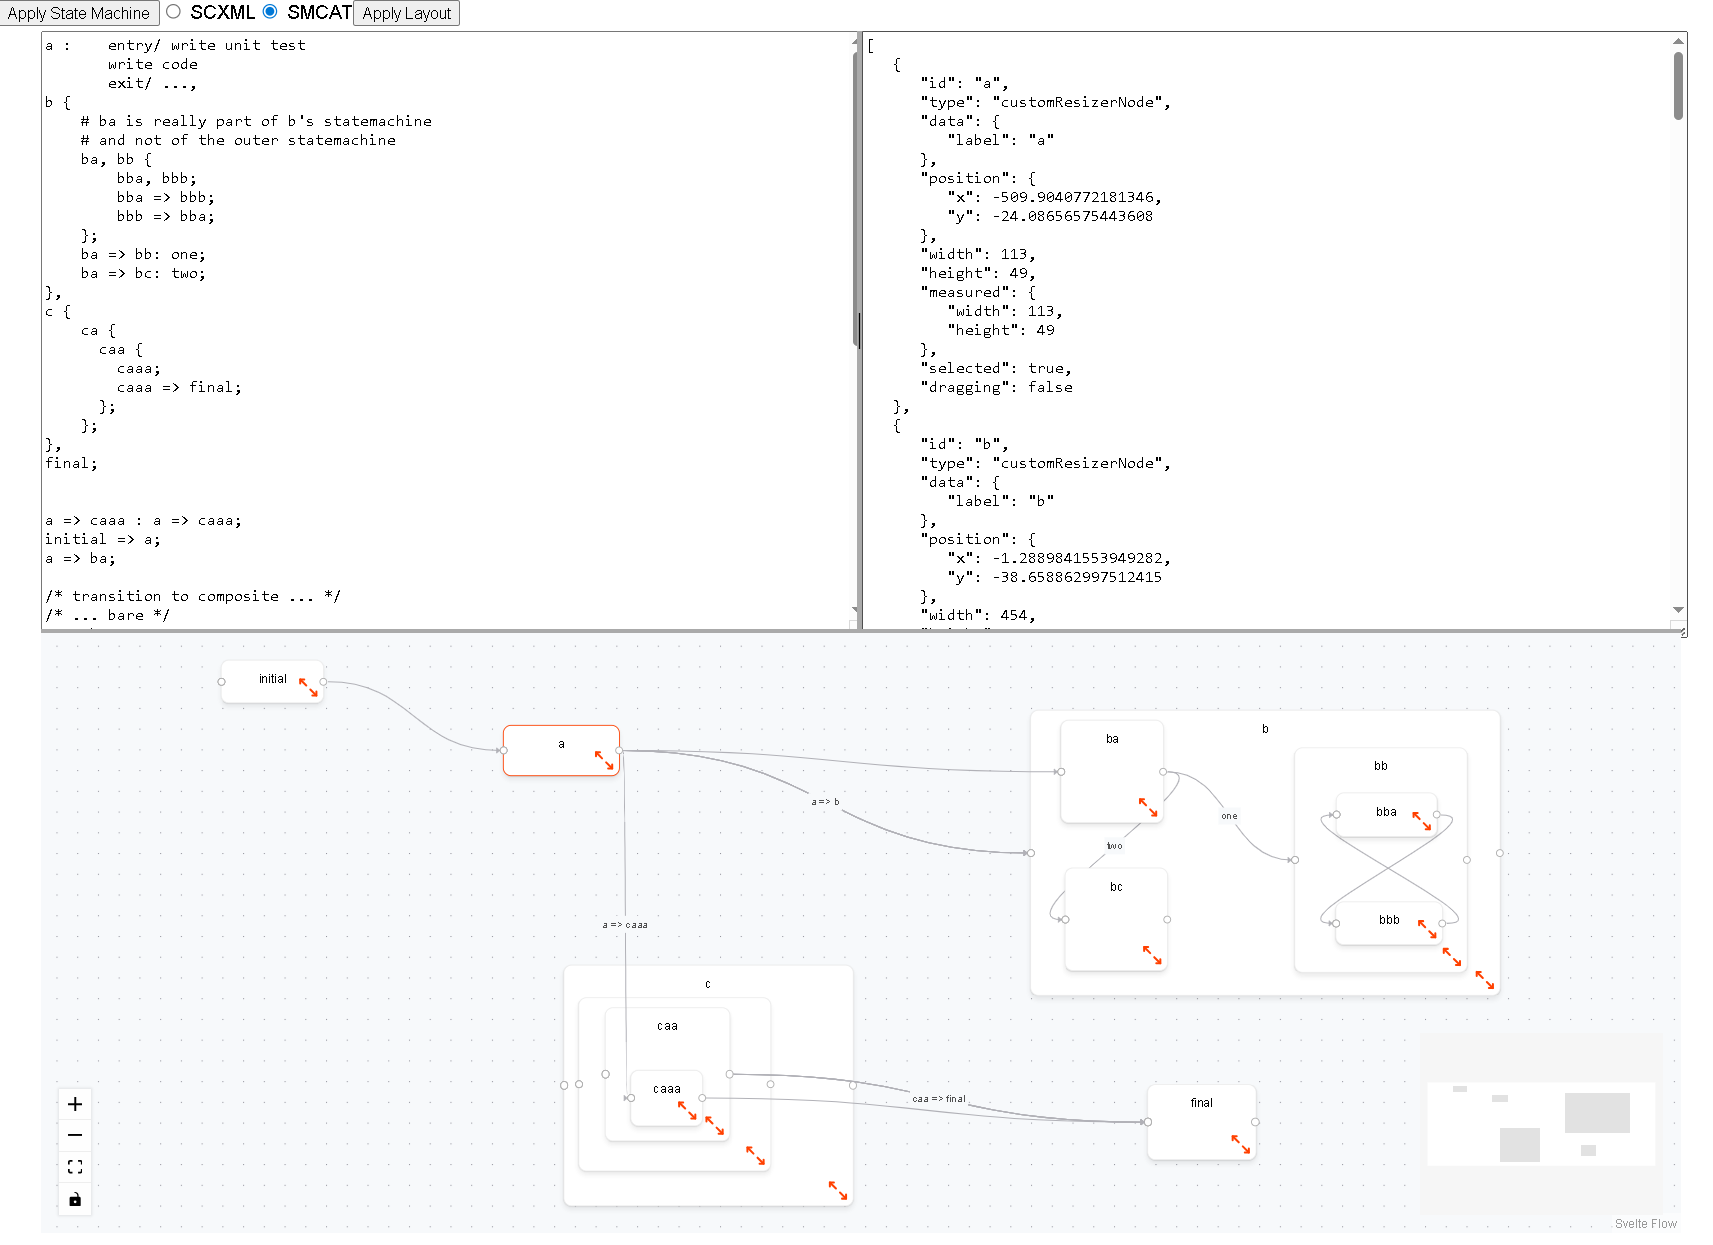 Apply State Machine SCXML SMCAT Apply Layout
a :    entry/ write unit test
       write code
       exit/ ...,
b {
    # ba is really part of b's statemachine
    # and not of the outer statemachine
    ba, bb {
        bba, bbb;
        bba => bbb;
        bbb => bba;
    };
    ba => bb: one;
    ba => bc: two;
},
c {
    ca {
      caa {
        caaa;
        caaa => final;
      };
    };
},
final;
a => caaa : a => caaa;
initial => a;
a => ba;
/* transition to composite ... */
/* ... bare */
[
   {
      "id": "a",
      "type": "customResizerNode",
      "data": {
         "label": "a"
      },
      "position": {
         "x": -509.9040772181346,
         "y": -24.08656575443608
      },
      "width": 113,
      "height": 49,
      "measured": {
         "width": 113,
         "height": 49
      },
      "selected": true,
      "dragging": false
   },
   {
      "id": "b",
      "type": "customResizerNode",
      "data": {
         "label": "b"
      },
      "position": {
         "x": -1.2889841553949282,
         "y": -38.658862997512415
      },
      "width": 454,
initial
a
b
ba
bb
a => b
bba
one
two
bc
bbb
a => caaa
c
caa
caaa
caa => final
final
Svelte Flow